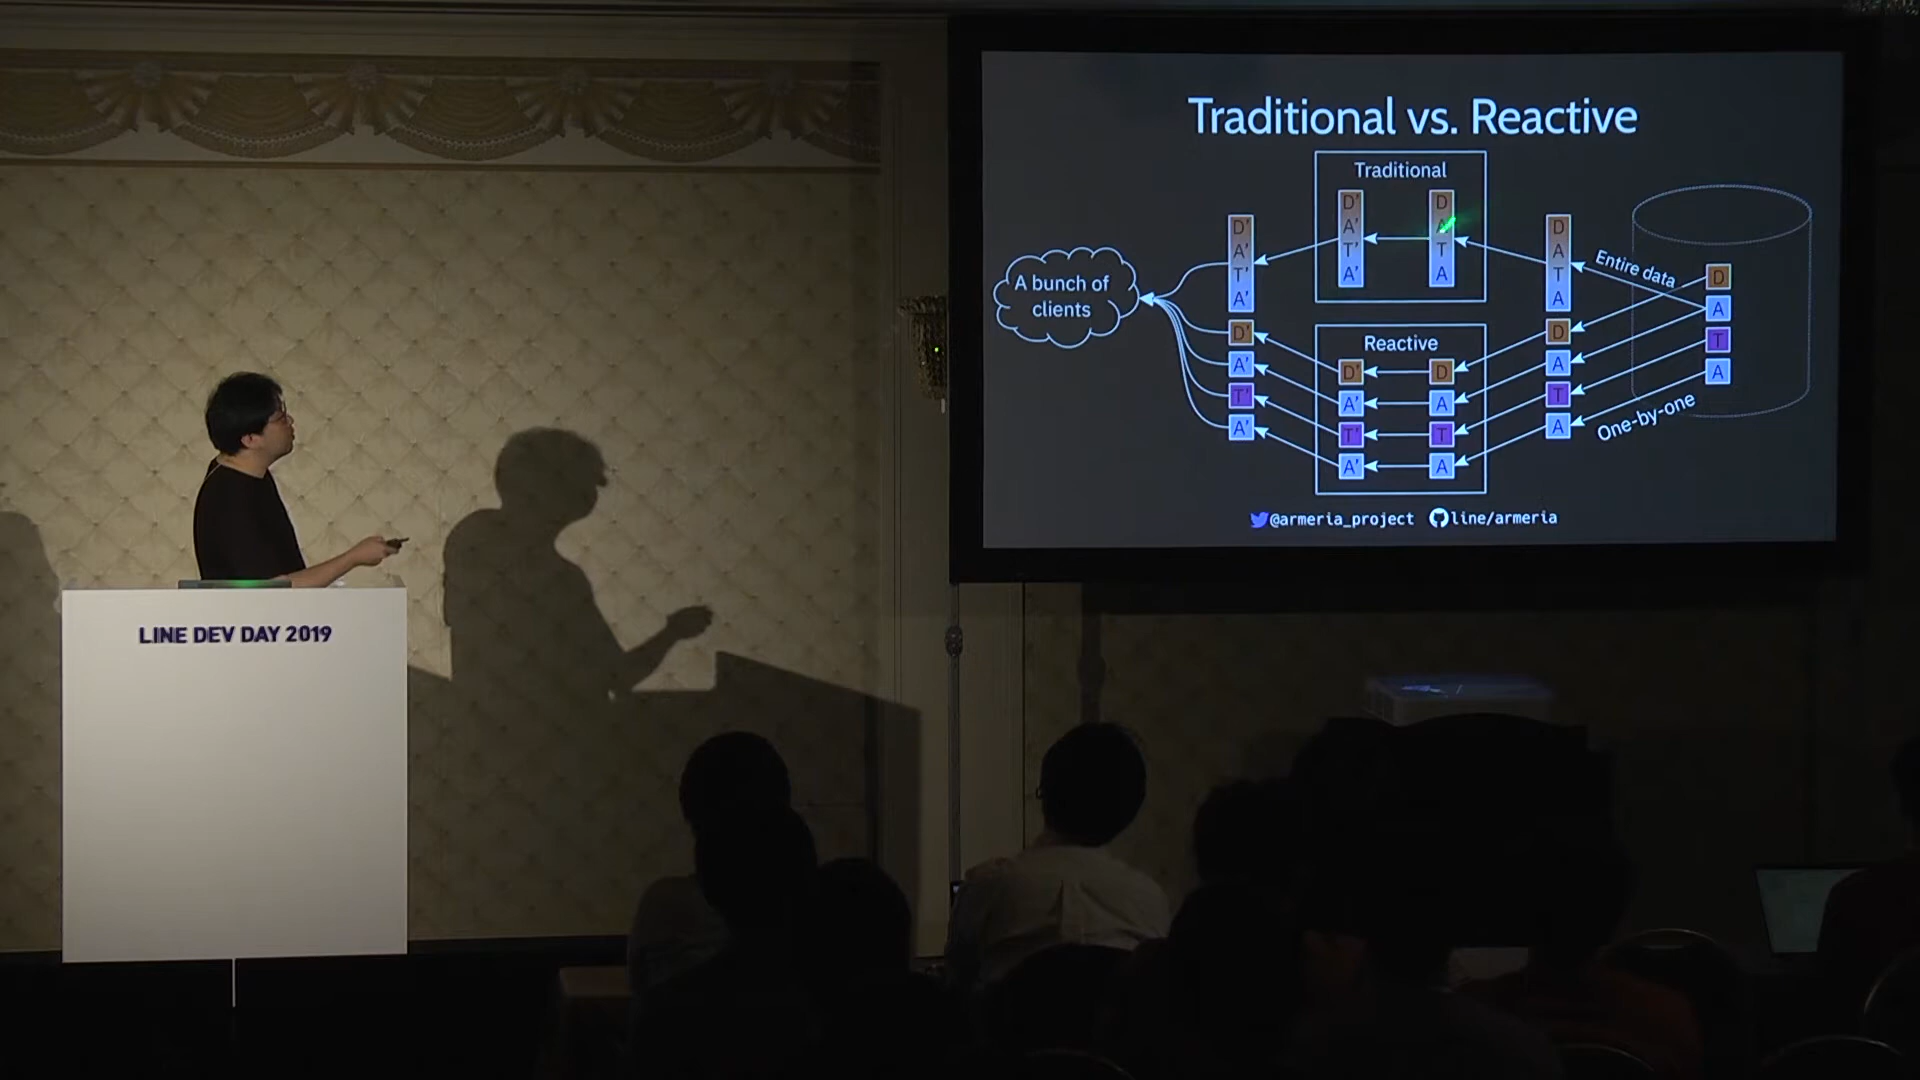 Traditional vs. Reactive
Traditional
D'
A'
T'
A'
D
A
T
A
D'
A'
T'
A'
D
A
T
A
Entire data
D
A
T
A
A bunch of
clients
Reactive
D'
A'
T'
A'
D'
D
A'
A
T'
T
A'
A
D
A
T
A
One-by-one
@armeria_project line/armeria
LINE DEV DAY 2019